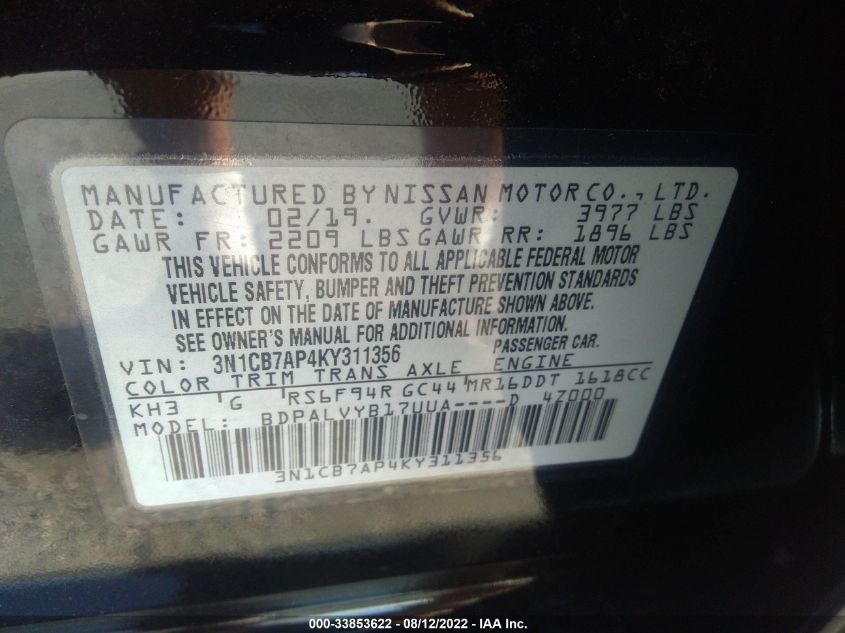 MANUFACTURED BY NISSAN MOTOR CO., LTD.
DATE: 02/19. GVWR: 3977 LBS
GAWR FR: 2209 LBS GAWR RR: 1896 LBS
THIS VEHICLE CONFORMS TO ALL APPLICABLE FEDERAL MOTOR
VEHICLE SAFETY, BUMPER AND THEFT PREVENTION STANDARDS
IN EFFECT ON THE DATE OF MANUFACTURE SHOWN ABOVE.
SEE OWNER'S MANUAL FOR ADDITIONAL INFORMATION.
VIN: 3N1CB7AP4KY311356 PASSENGER CAR.
COLOR TRIM TRANS AXLE ENGINE
KH3 'G 'RS6F94R GC44'MR16DDT 1618CC
MODEL: BDPALVYB17UUA----D 47000
3N1CB7AP4KY311356
000-33853622 - 08/12/2022 - IAA Inc.